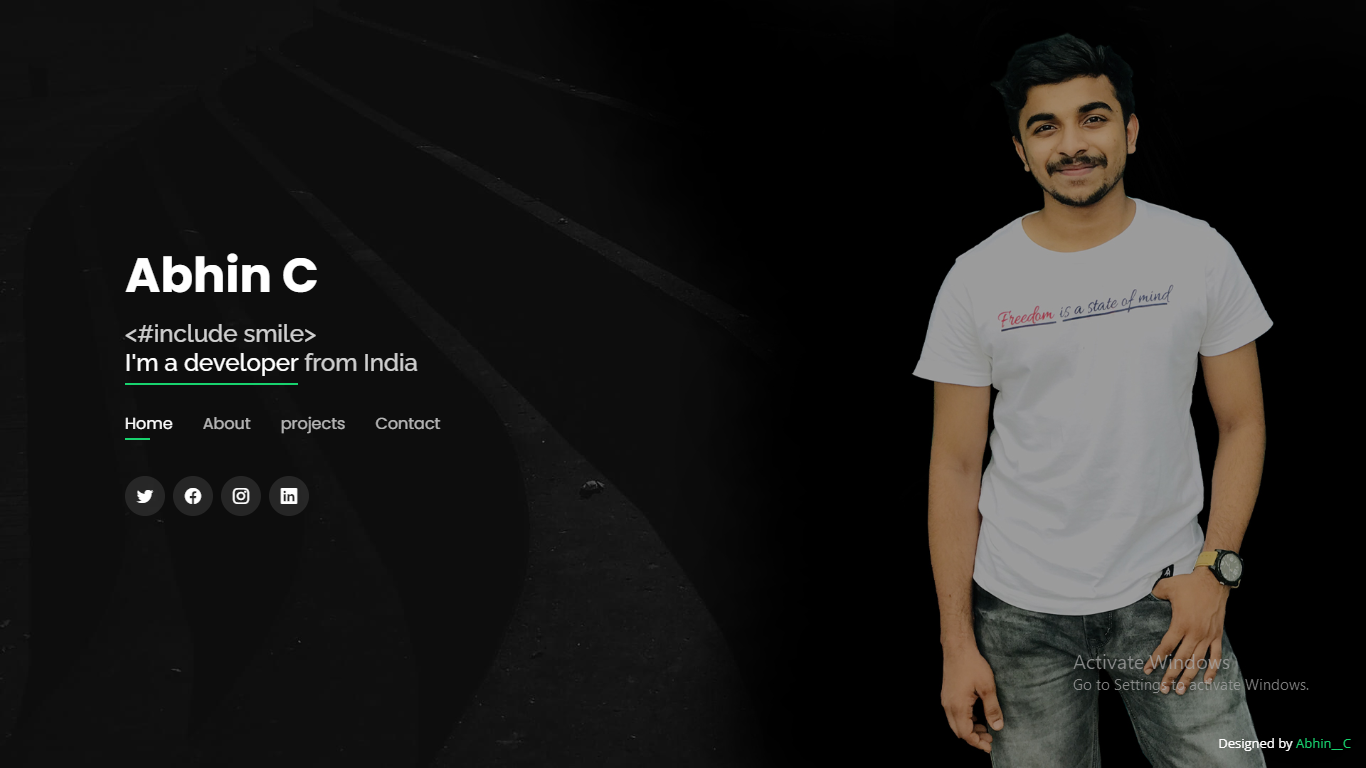 Abhin C
<#include smile>
I'm a developer from India
Home About projects Contact
Freedom is a state of mind
Activate Windows
Go to Settings to activate Windows.
Designed by Abhin__C